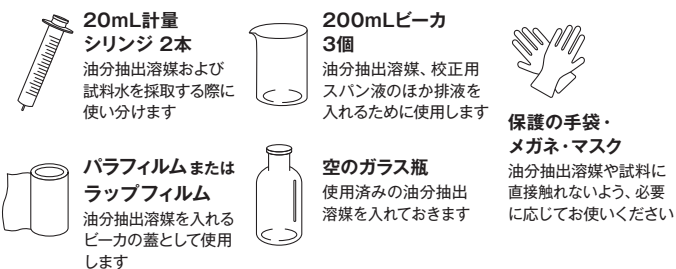 20mL計量
シリンジ 2本
油分抽出溶媒および
試料水を採取する際に
使い分けます
200mLビーカ
3個
油分抽出溶媒、校正用
スパン液のほか排液を
入れるために使用します
保護の手袋・
メガネ・マスク
油分抽出溶媒や試料に
直接触れないよう、必要
に応じてお使いください
パラフィルムまたは
ラップフィルム
油分抽出溶媒を入れる
ビーカの蓋として使用
します
空のガラス瓶
使用済みの油分抽出
溶媒を入れておきます